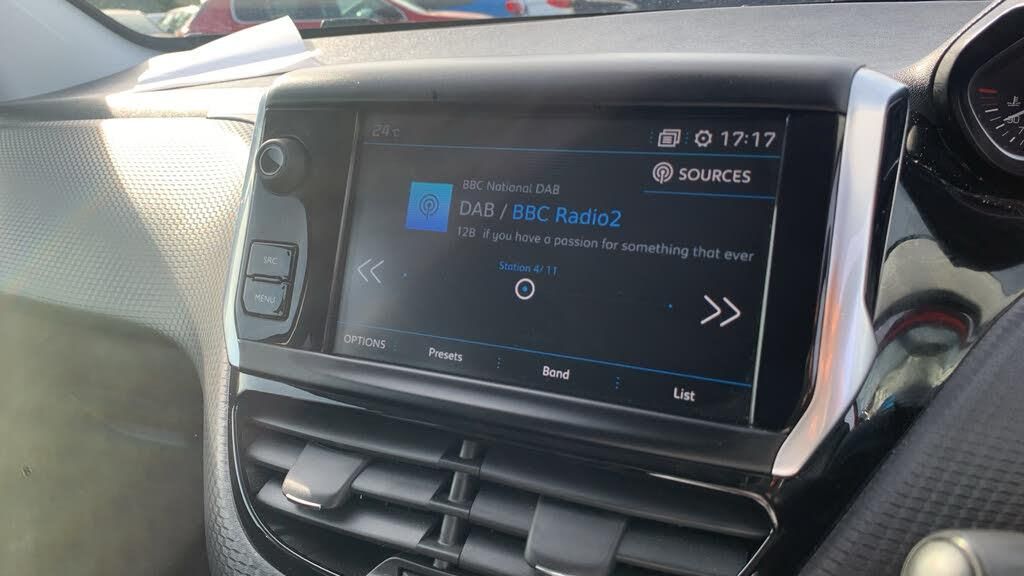 24°C
17:17
SOURCES
BBC National DAB
DAB / BBC Radio2
12B if you have a passion for something that ever
Station 4/ 11
SRC
MENU
OPTIONS
Presets
Band
List